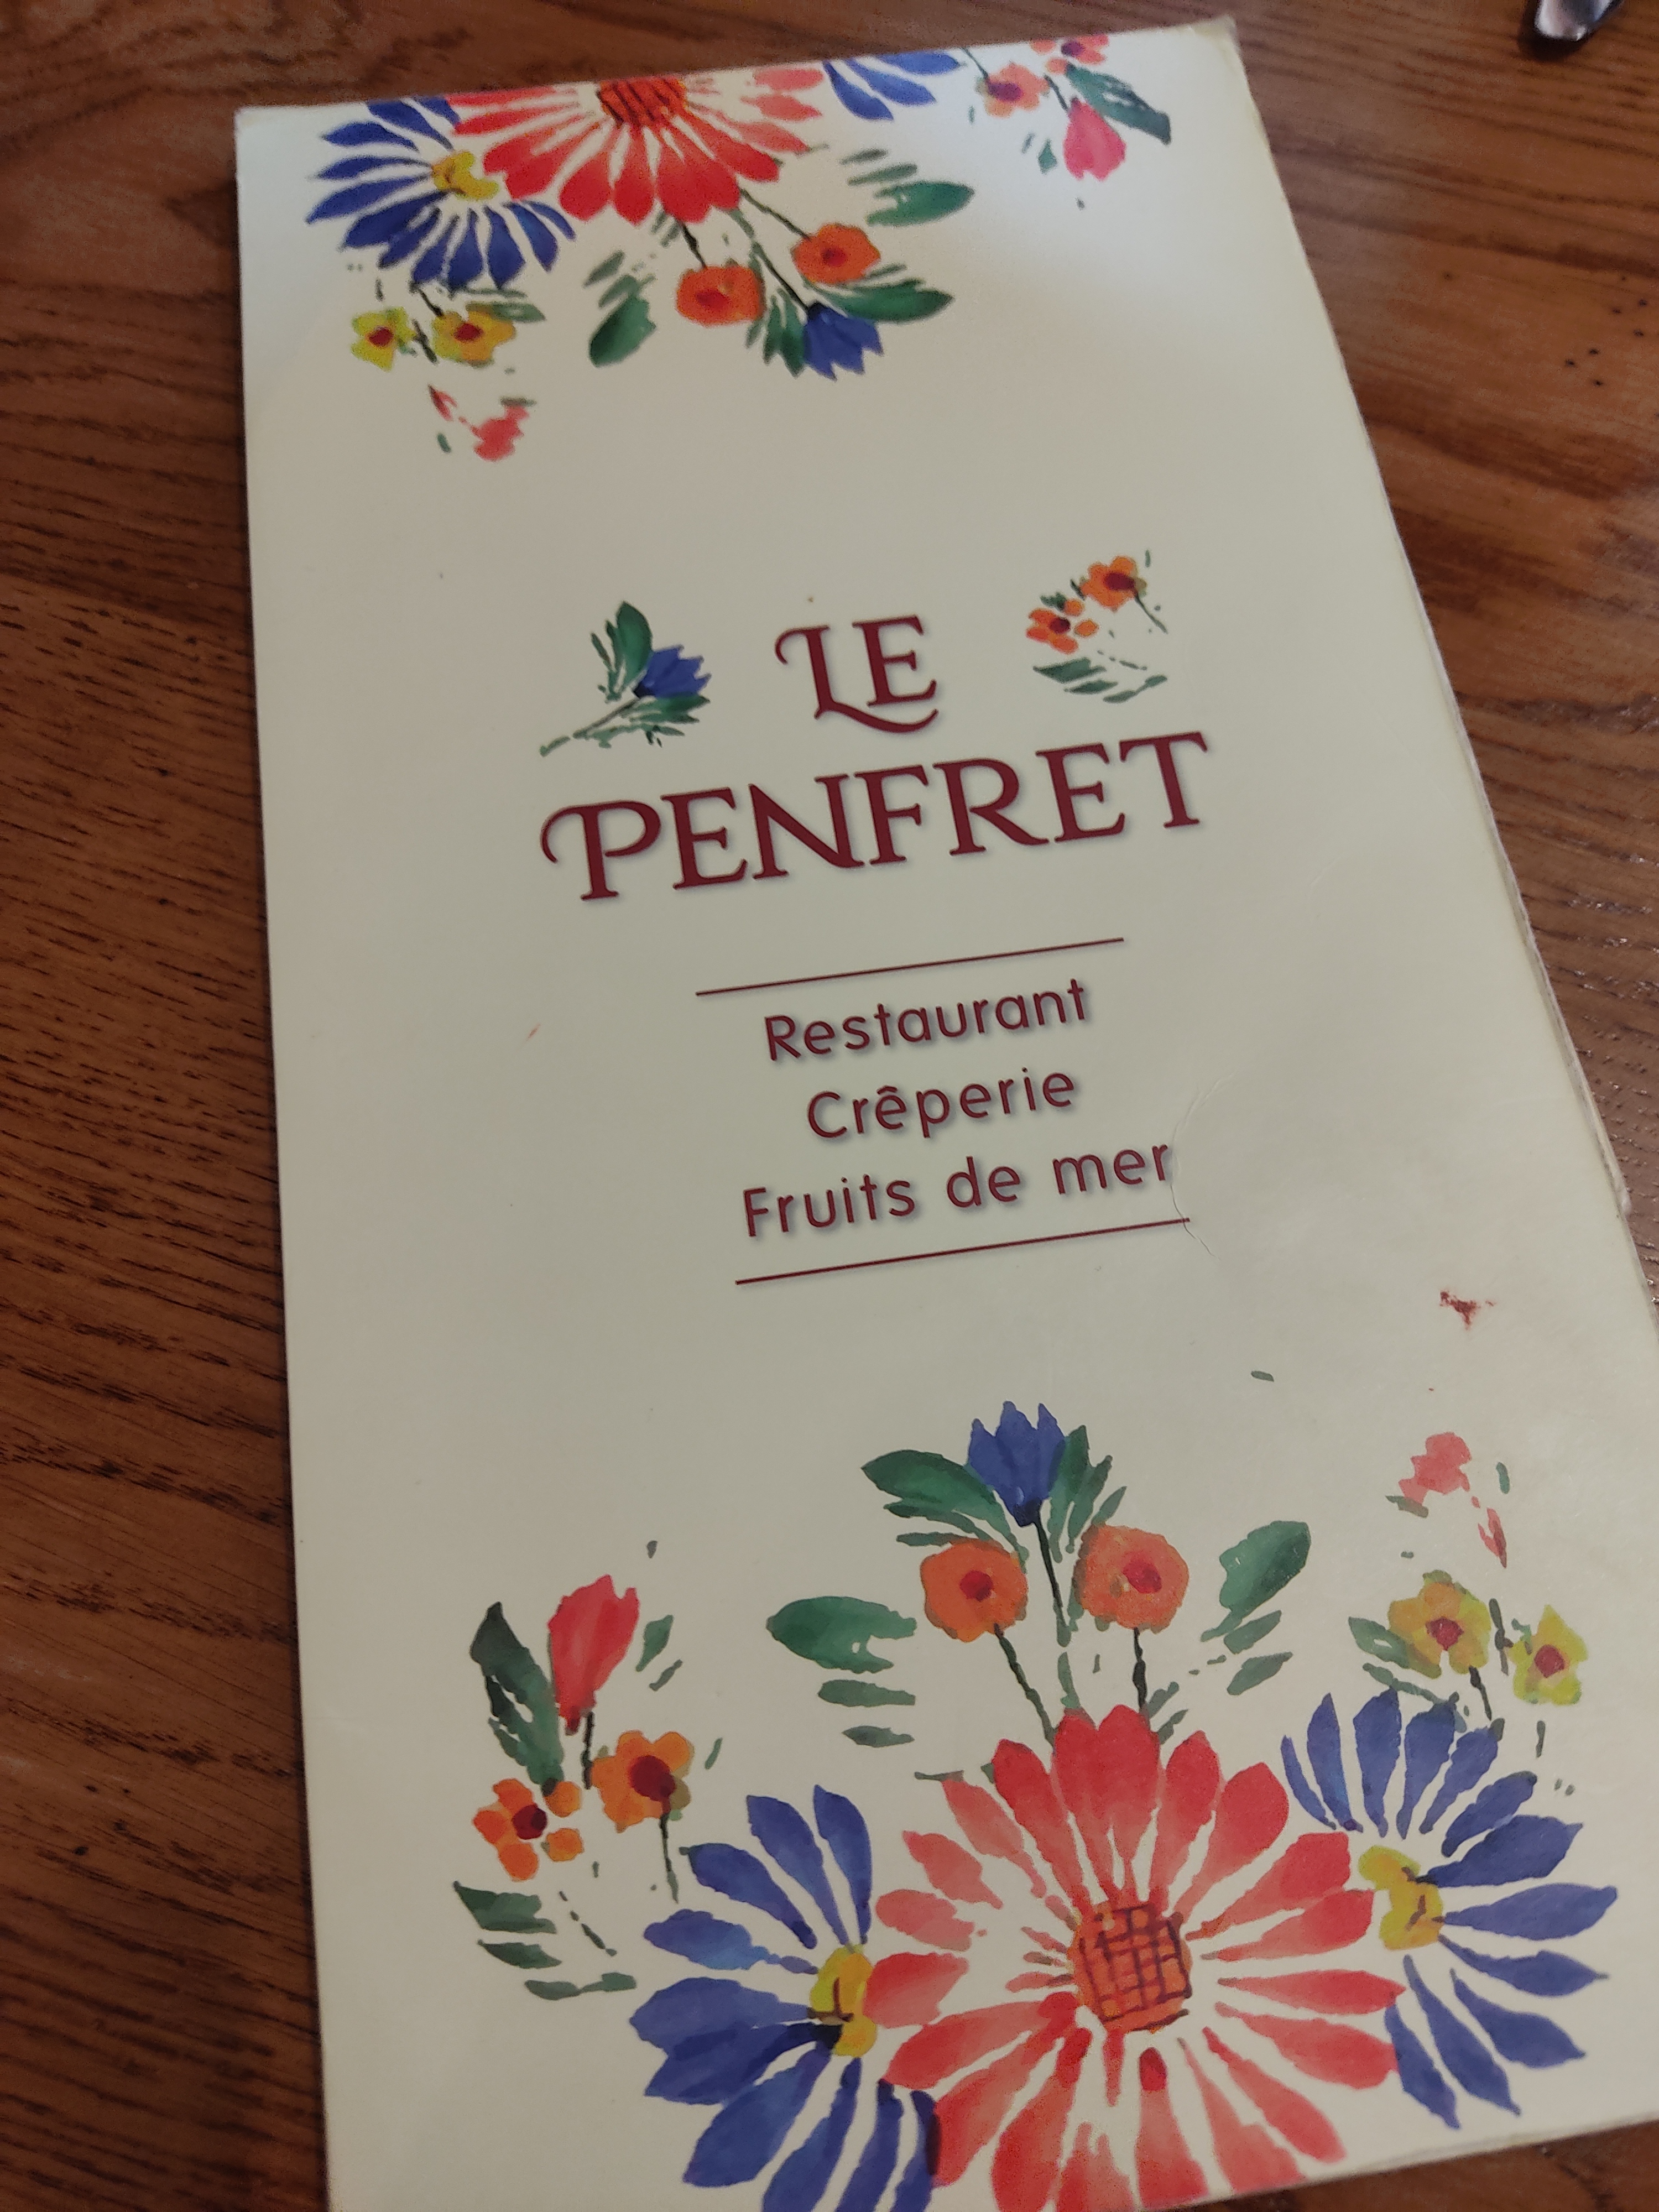 LE
PENFRET
Restaurant
Crêperie
Fruits de mer